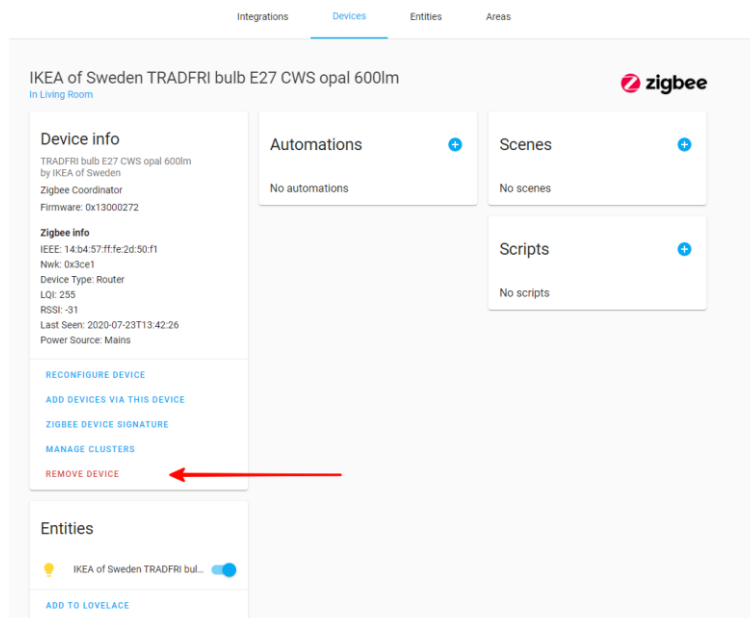 Integrations
Devices
Entities
Areas
IKEA of Sweden TRADFRI bulb E27 CWS opal 600lm
In Living Room
zigbee
Device info
TRADFRI bulb E27 CWS opal 600lm
by IKEA of Sweden
Zigbee Coordinator
Firmware: 0x13000272
Zigbee info
IEEE: 14:b4:57:ff:fe:2d:50:f1
Nwk: 0x3ce1
Device Type: Router
LQI: 255
RSSI: -31
Last Seen: 2020-07-23T13:42:26
Power Source: Mains
RECONFIGURE DEVICE
ADD DEVICES VIA THIS DEVICE
ZIGBEE DEVICE SIGNATURE
MANAGE CLUSTERS
REMOVE DEVICE
Automations
No automations
Scenes
No scenes
Scripts
No scripts
Entities
IKEA of Sweden TRADFRI bul...
ADD TO LOVELACE